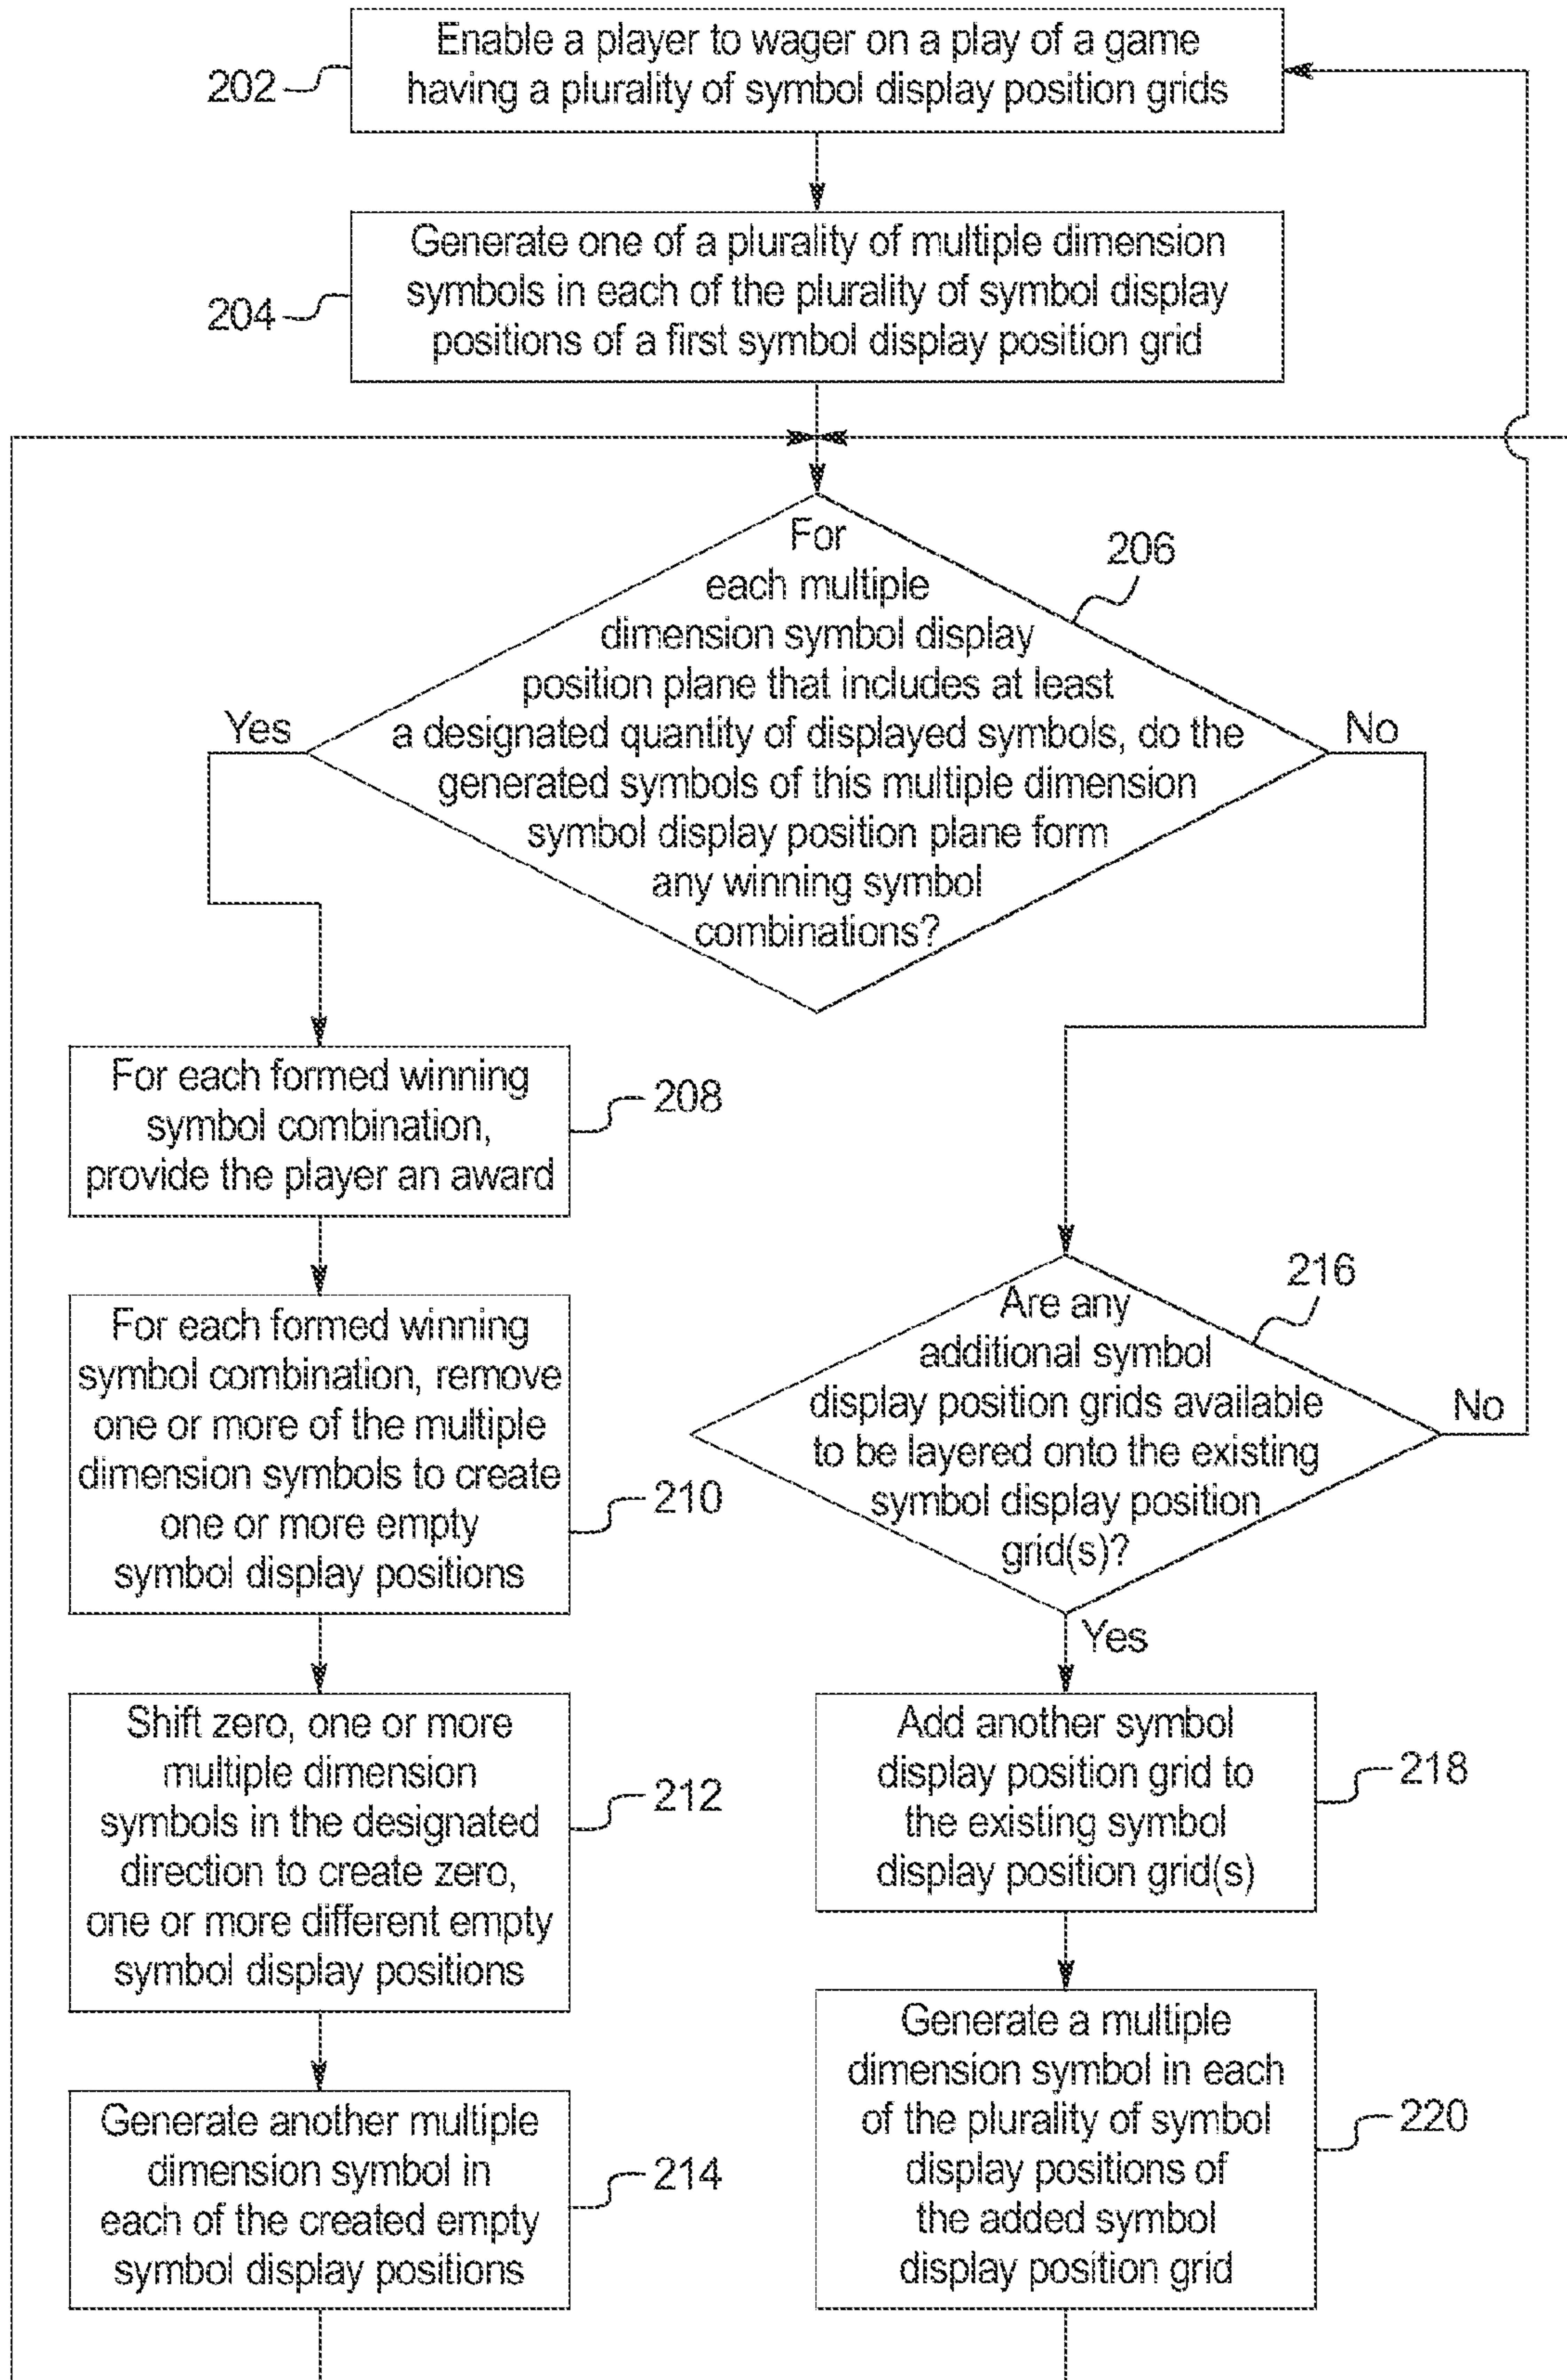 Enable a player to wager on a play of a game
having a plurality of symbol display position grids
202
Generate one of a plurality of multiple dimension
symbols in each of the plurality of symbol display
positions of a first symbol display position grid
204
For
each multiple
dimension symbol display
position plane that includes at least
a designated quantity of displayed symbols, do the
generated symbols of this multiple dimension
symbol display position plane form
any winning symbol
combinations?
206
Yes
No
For each formed winning
symbol combination,
provide the player an award
208
For each formed winning
symbol combination, remove
one or more of the multiple
dimension symbols to create
one or more empty
symbol display positions
210
Shift zero, one or more
multiple dimension
symbols in the designated
direction to create zero,
one or more different empty
symbol display positions
212
Generate another multiple
dimension symbol in
each of the created empty
symbol display positions
214
Are any
additional symbol
display position grids available
to be layered onto the existing
symbol display position
grid(s)?
216
No
Yes
Add another symbol
display position grid to
the existing symbol
display position grid(s)
218
Generate a multiple
dimension symbol in each
of the plurality of symbol
display positions of
the added symbol
display position grid
220